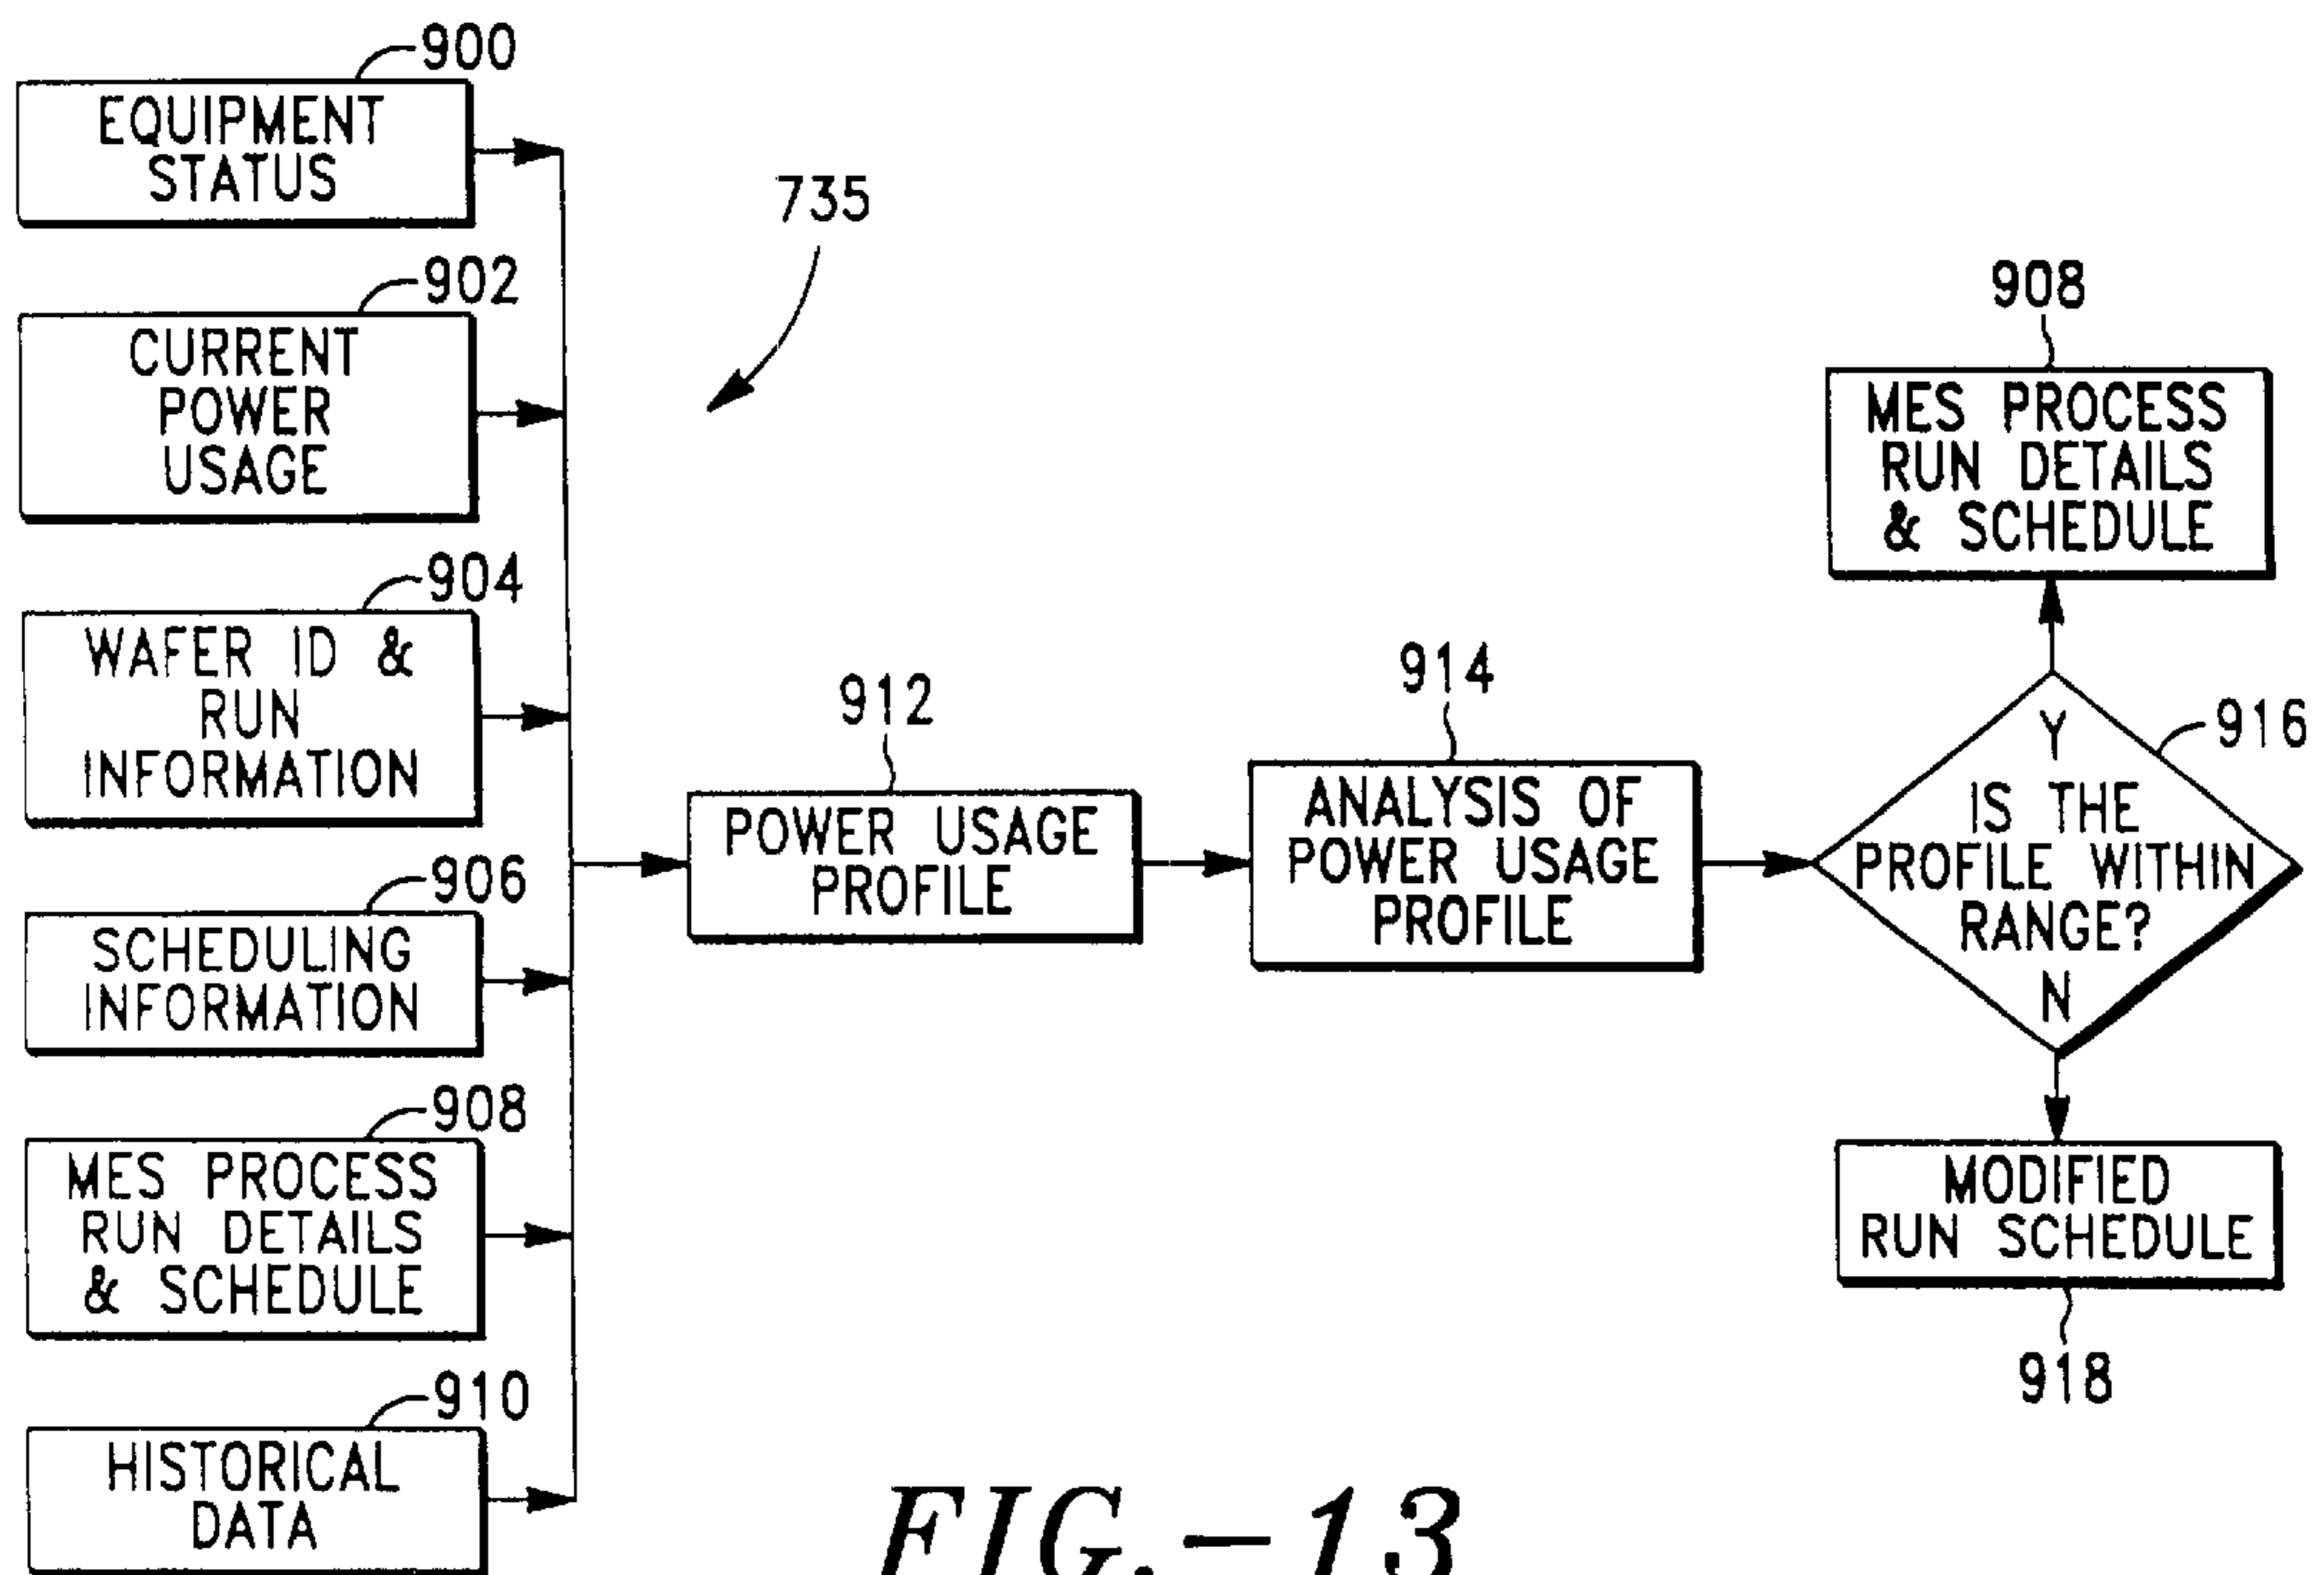 900
EQUIPMENT
STATUS
902
CURRENT
POWER
USAGE
904
WAFER ID &
RUN
INFORMATION
906
SCHEDULING
INFORMATION
908
MES PROCESS
RUN DETAILS
& SCHEDULE
910
HISTORICAL
DATA
735
912
POWER USAGE
PROFILE
914
ANALYSIS OF
POWER USAGE
PROFILE
908
MES PROCESS
RUN DETAILS
& SCHEDULE
916
Y
IS THE
PROFILE WITHIN
RANGE?
N
MODIFIED
RUN SCHEDULE
918
FIG.-13